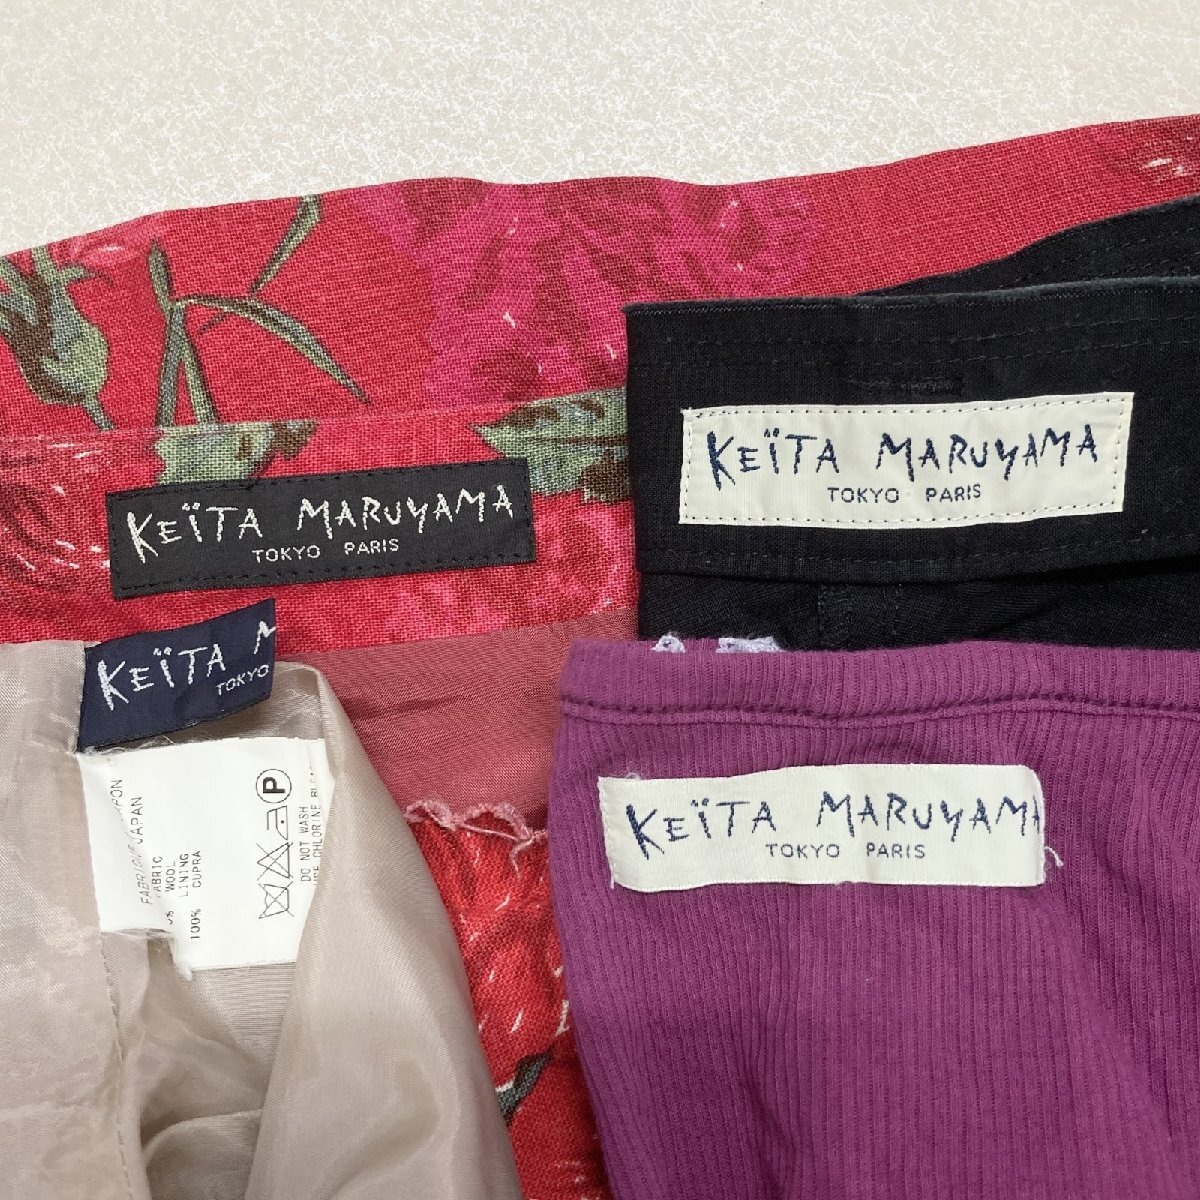 KEÏTA MARUYAMA
TOKYO PARIS
KEÏTA MARUYAMA
TOKYO PARIS
KEÏTA
TOKYO
KEÏTA MARUYAMA
TOKYO PARIS
JAPAN
WOOL
LINING
100% CUPRA
P
DO NOT WASH
CHLORINE